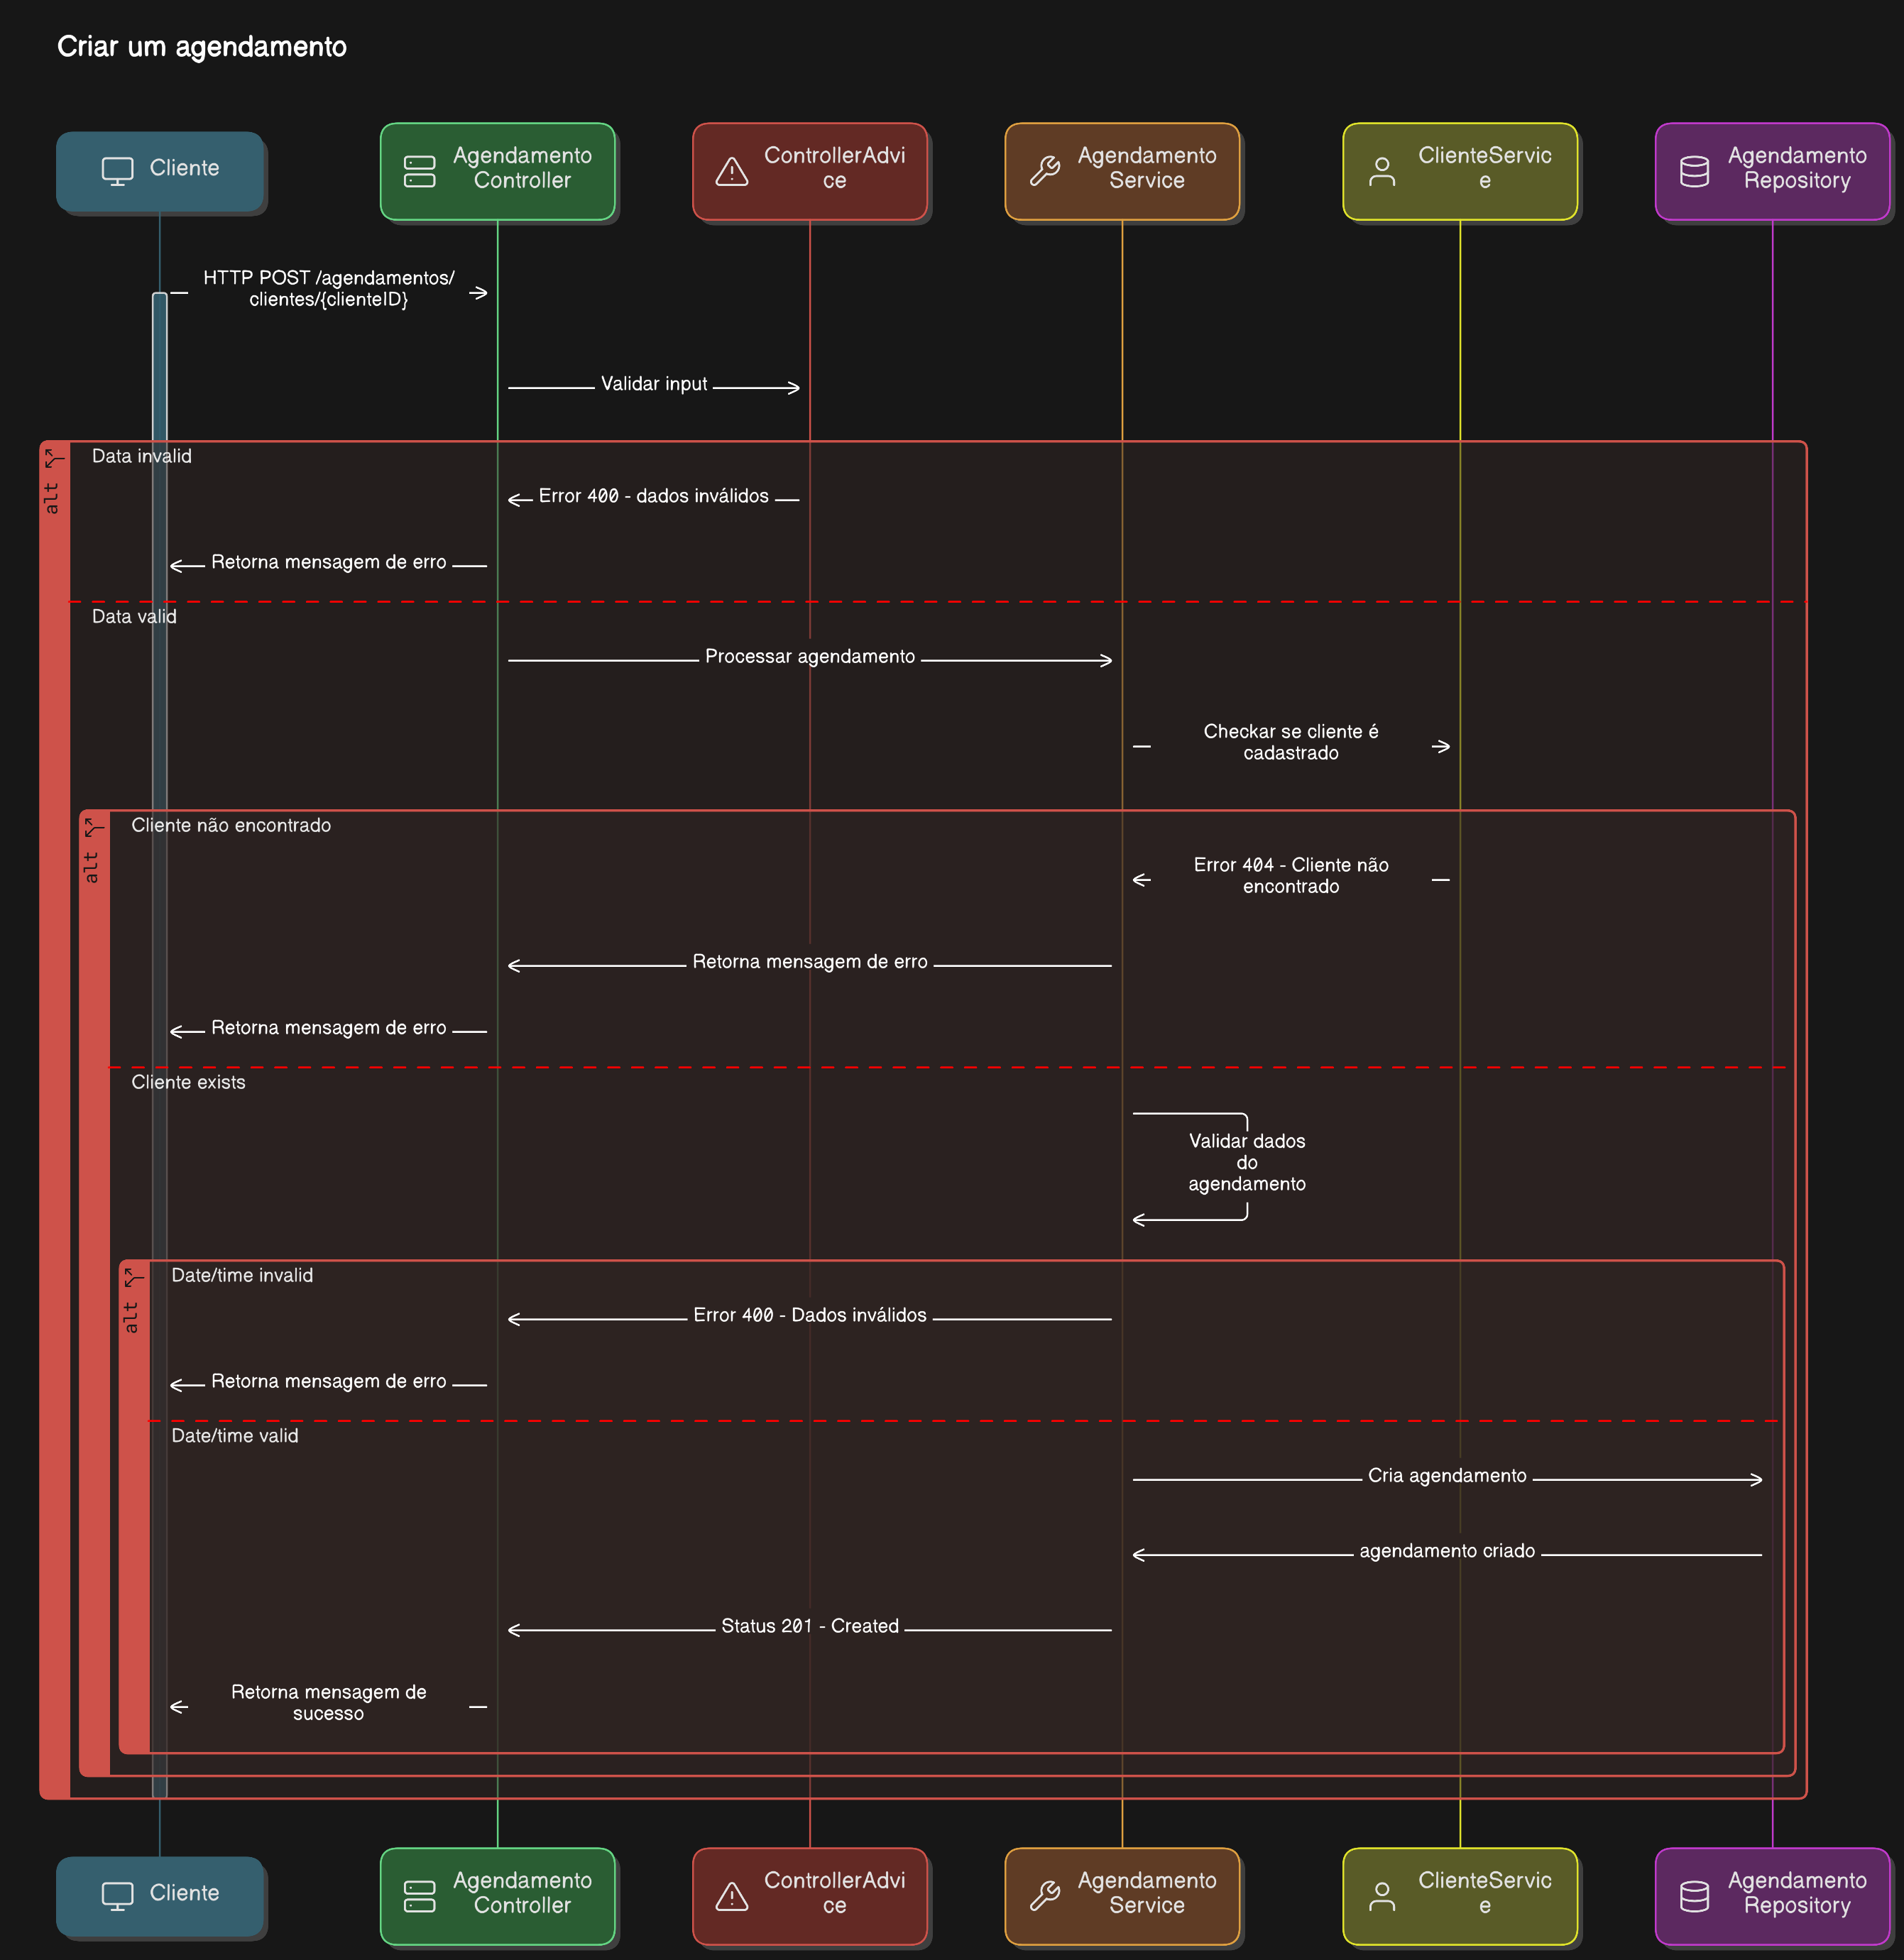 Criar um agendamento
Cliente
Agendamento
Controller
ControllerAdvi
ce
Agendamento
Service
ClienteServic
e
Agendamento
Repository
HTTP POST /agendamentos/
clientes/{clienteID}
Validar input
alt
Data invalid
Error 400 - dados inválidos
Retorna mensagem de erro
Data valid
Processar agendamento
Checkar se cliente é
cadastrado
alt
Cliente não encontrado
Error 404 - Cliente não
encontrado
Retorna mensagem de erro
Retorna mensagem de erro
Cliente exists
Validar dados
do
agendamento
alt
Date/time invalid
Error 400 - Dados inválidos
Retorna mensagem de erro
Date/time valid
Cria agendamento
agendamento criado
Status 201 - Created
Retorna mensagem de
sucesso
Cliente
Agendamento
Controller
ControllerAdvi
ce
Agendamento
Service
ClienteServic
e
Agendamento
Repository